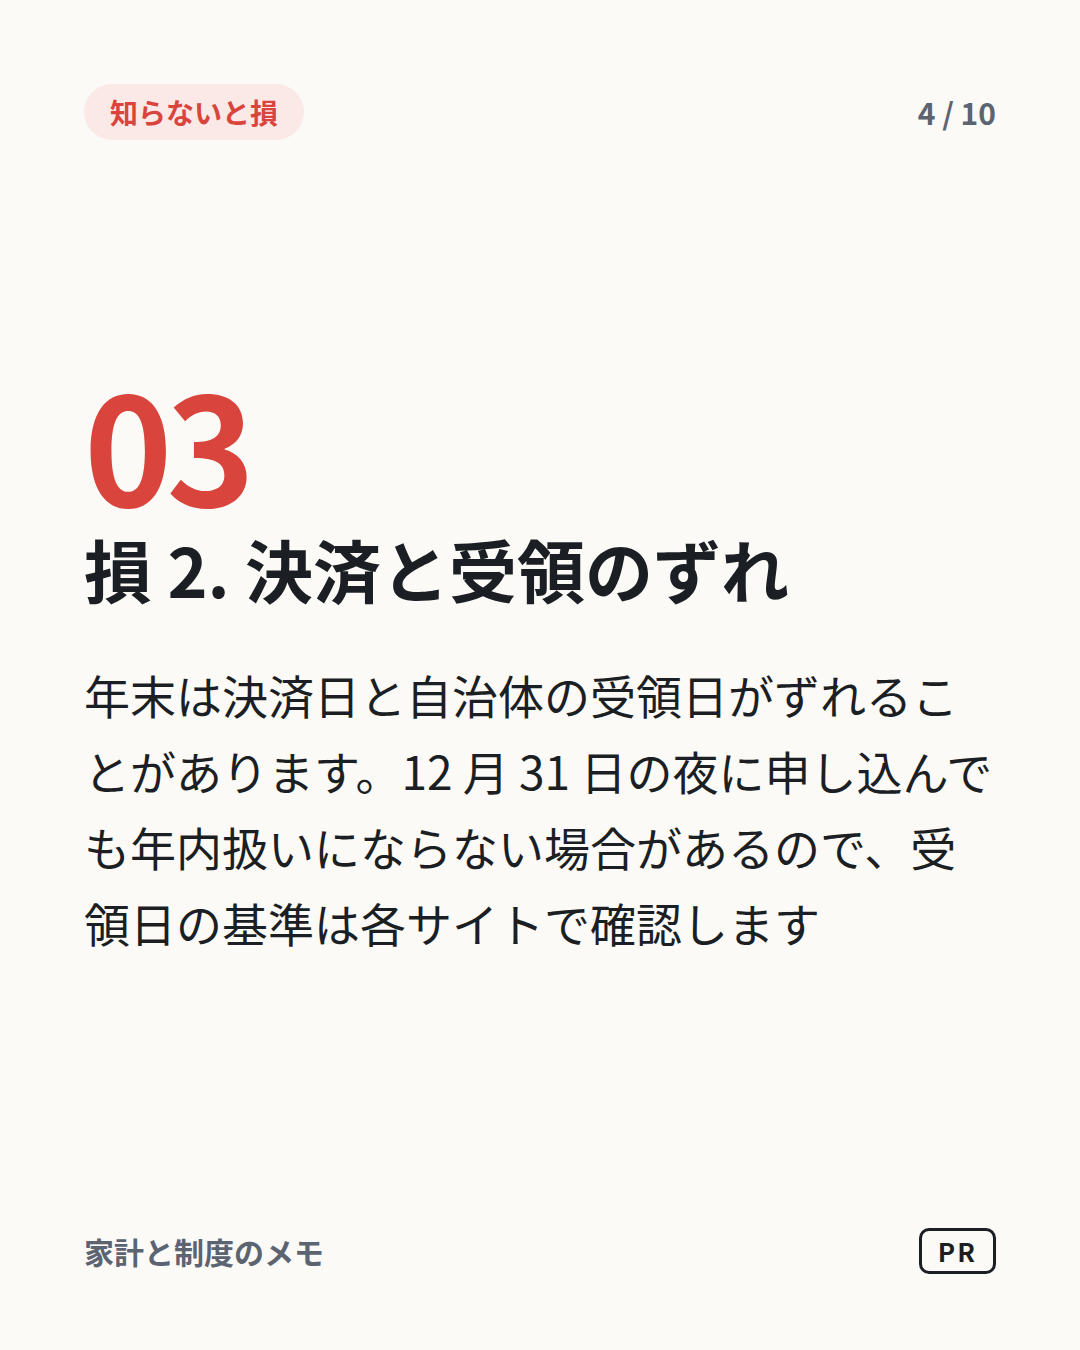 知らないと損
4 / 10
03
損 2. 決済と受領のずれ
年末は決済日と自治体の受領日がずれるこ
とがあります。12 月 31 日の夜に申し込んで
も年内扱いにならない場合があるので、受
領日の基準は各サイトで確認します
家計と制度のメモ
PR